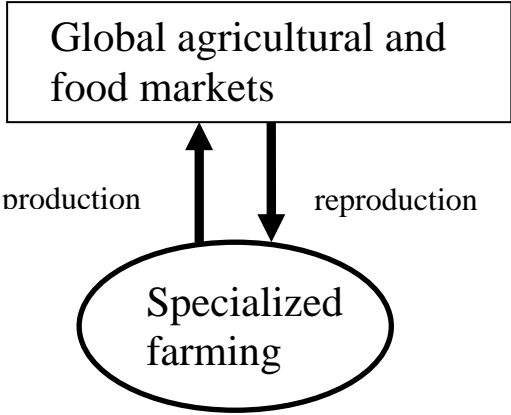 Global agricultural and
food markets
production
reproduction
Specialized
farming